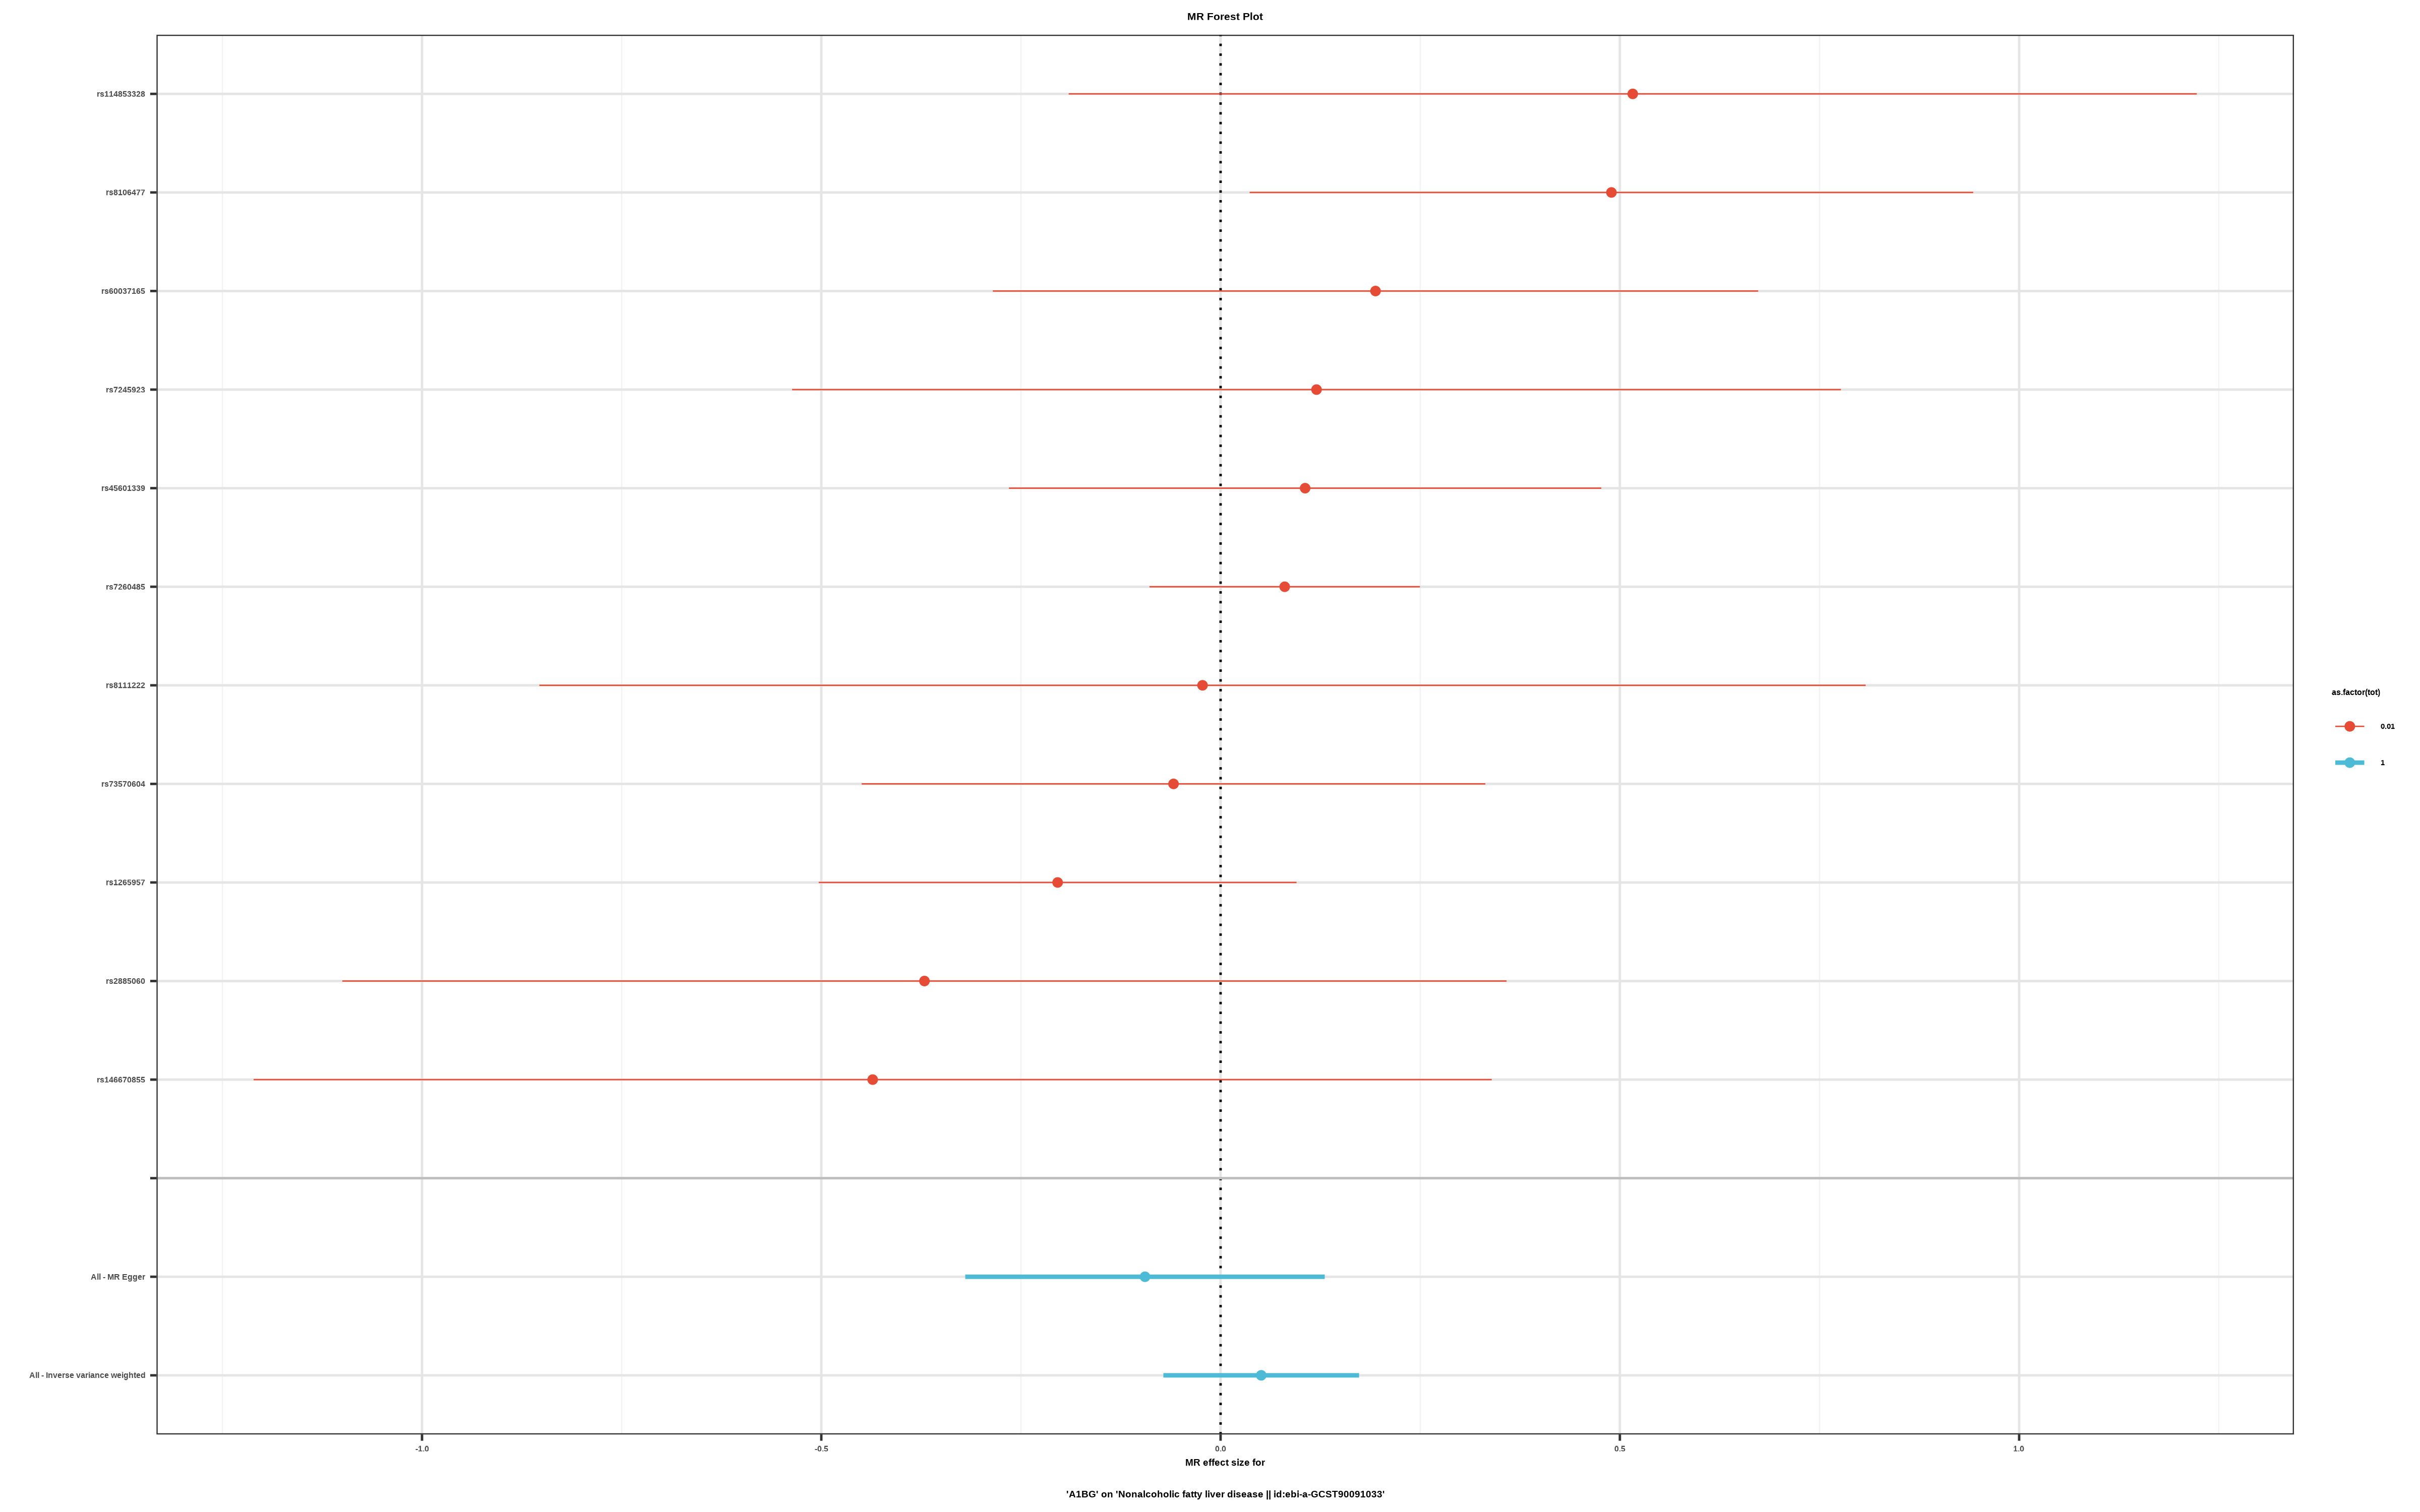 MR Forest Plot
rs114853328
rs8106477
rs60037165
rs7245923
rs45601339
rs7260485
rs8111222
rs73570604
rs1265957
rs2885060
rs146670855
All - MR Egger
All - Inverse variance weighted
-1.0 -0.5 0.0 0.5 1.0
MR effect size for
'A1BG' on 'Nonalcoholic fatty liver disease || id:ebi-a-GCST90091033'
as.factor(tot)
0.01
1